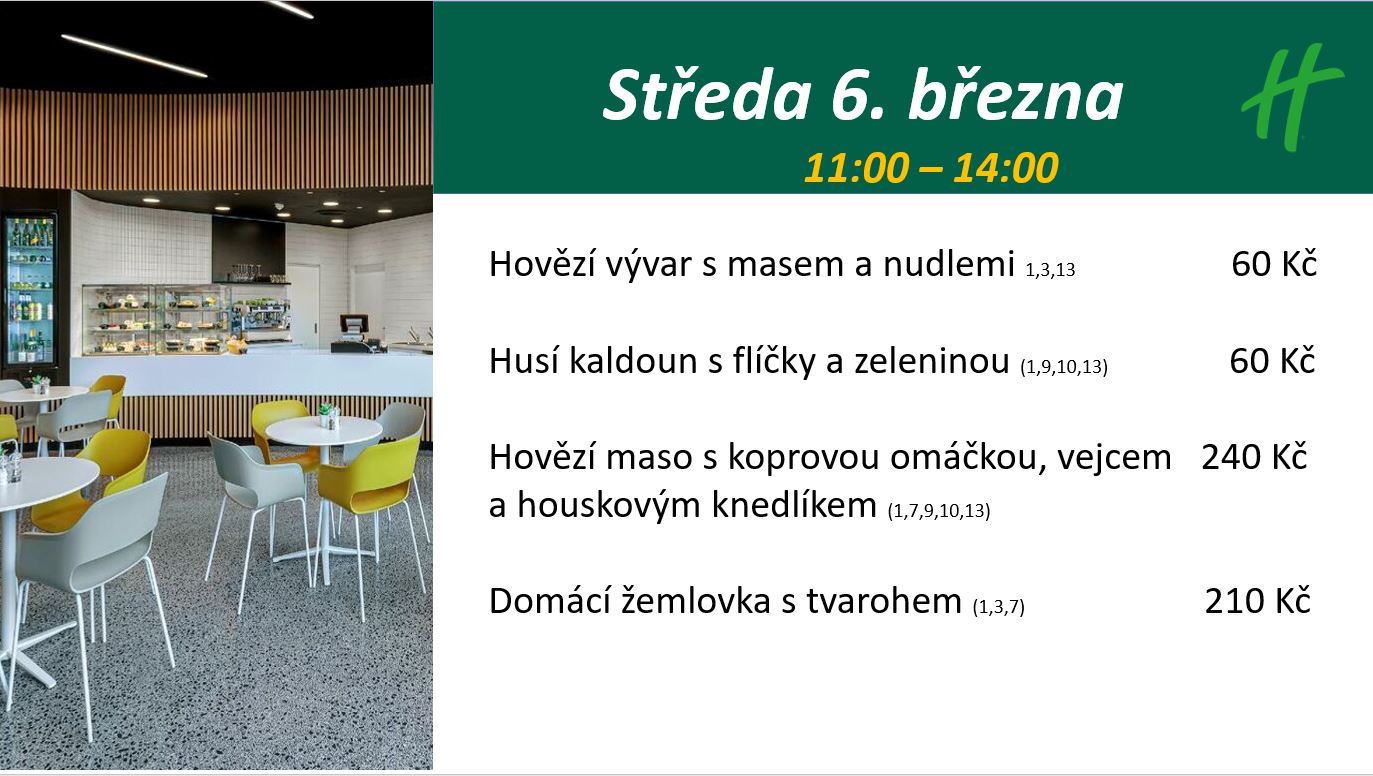 Středa 6. března
11:00 – 14:00
Hovězí vývar s masem a nudlemi 1,3,13 60 Kč
Husí kaldoun s flíčky a zeleninou (1,9,10,13) 60 Kč
Hovězí maso s koprovou omáčkou, vejcem 240 Kč
a houskovým knedlíkem (1,7,9,10,13)
Domácí žemlovka s tvarohem (1,3,7) 210 Kč